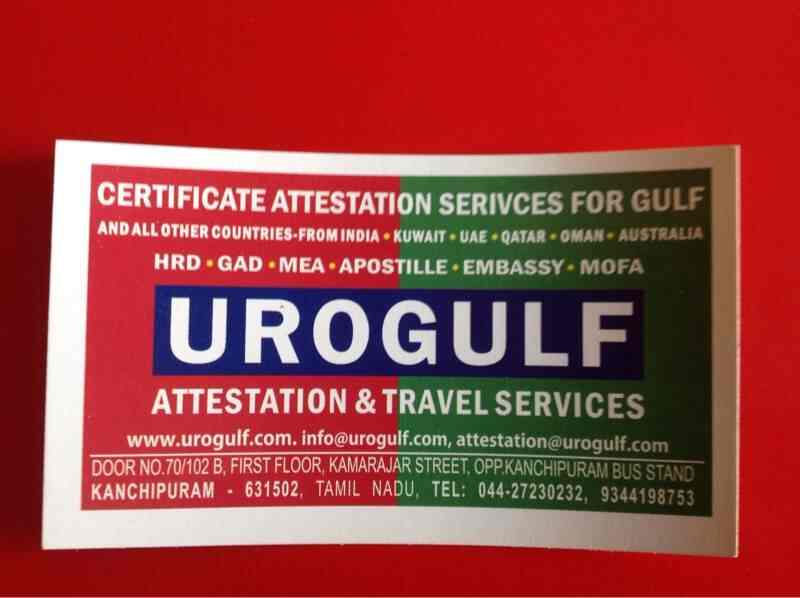 CERTIFICATE ATTESTATION SERIVCES FOR GULF
AND ALL OTHER COUNTRIES-FROM INDIA • KUWAIT • UAE • QATAR • OMAN • AUSTRALIA
HRD • GAD • MEA • APOSTILLE • EMBASSY • MOFA
UROGULF
ATTESTATION & TRAVEL SERVICES
www.urogulf.com. info@urogulf.com, attestation@urogulf.com
DOOR NO.70/102 B, FIRST FLOOR, KAMARAJAR STREET, OPP.KANCHIPURAM BUS STAND
KANCHIPURAM - 631502, TAMIL NADU, TEL: 044-27230232, 9344198753